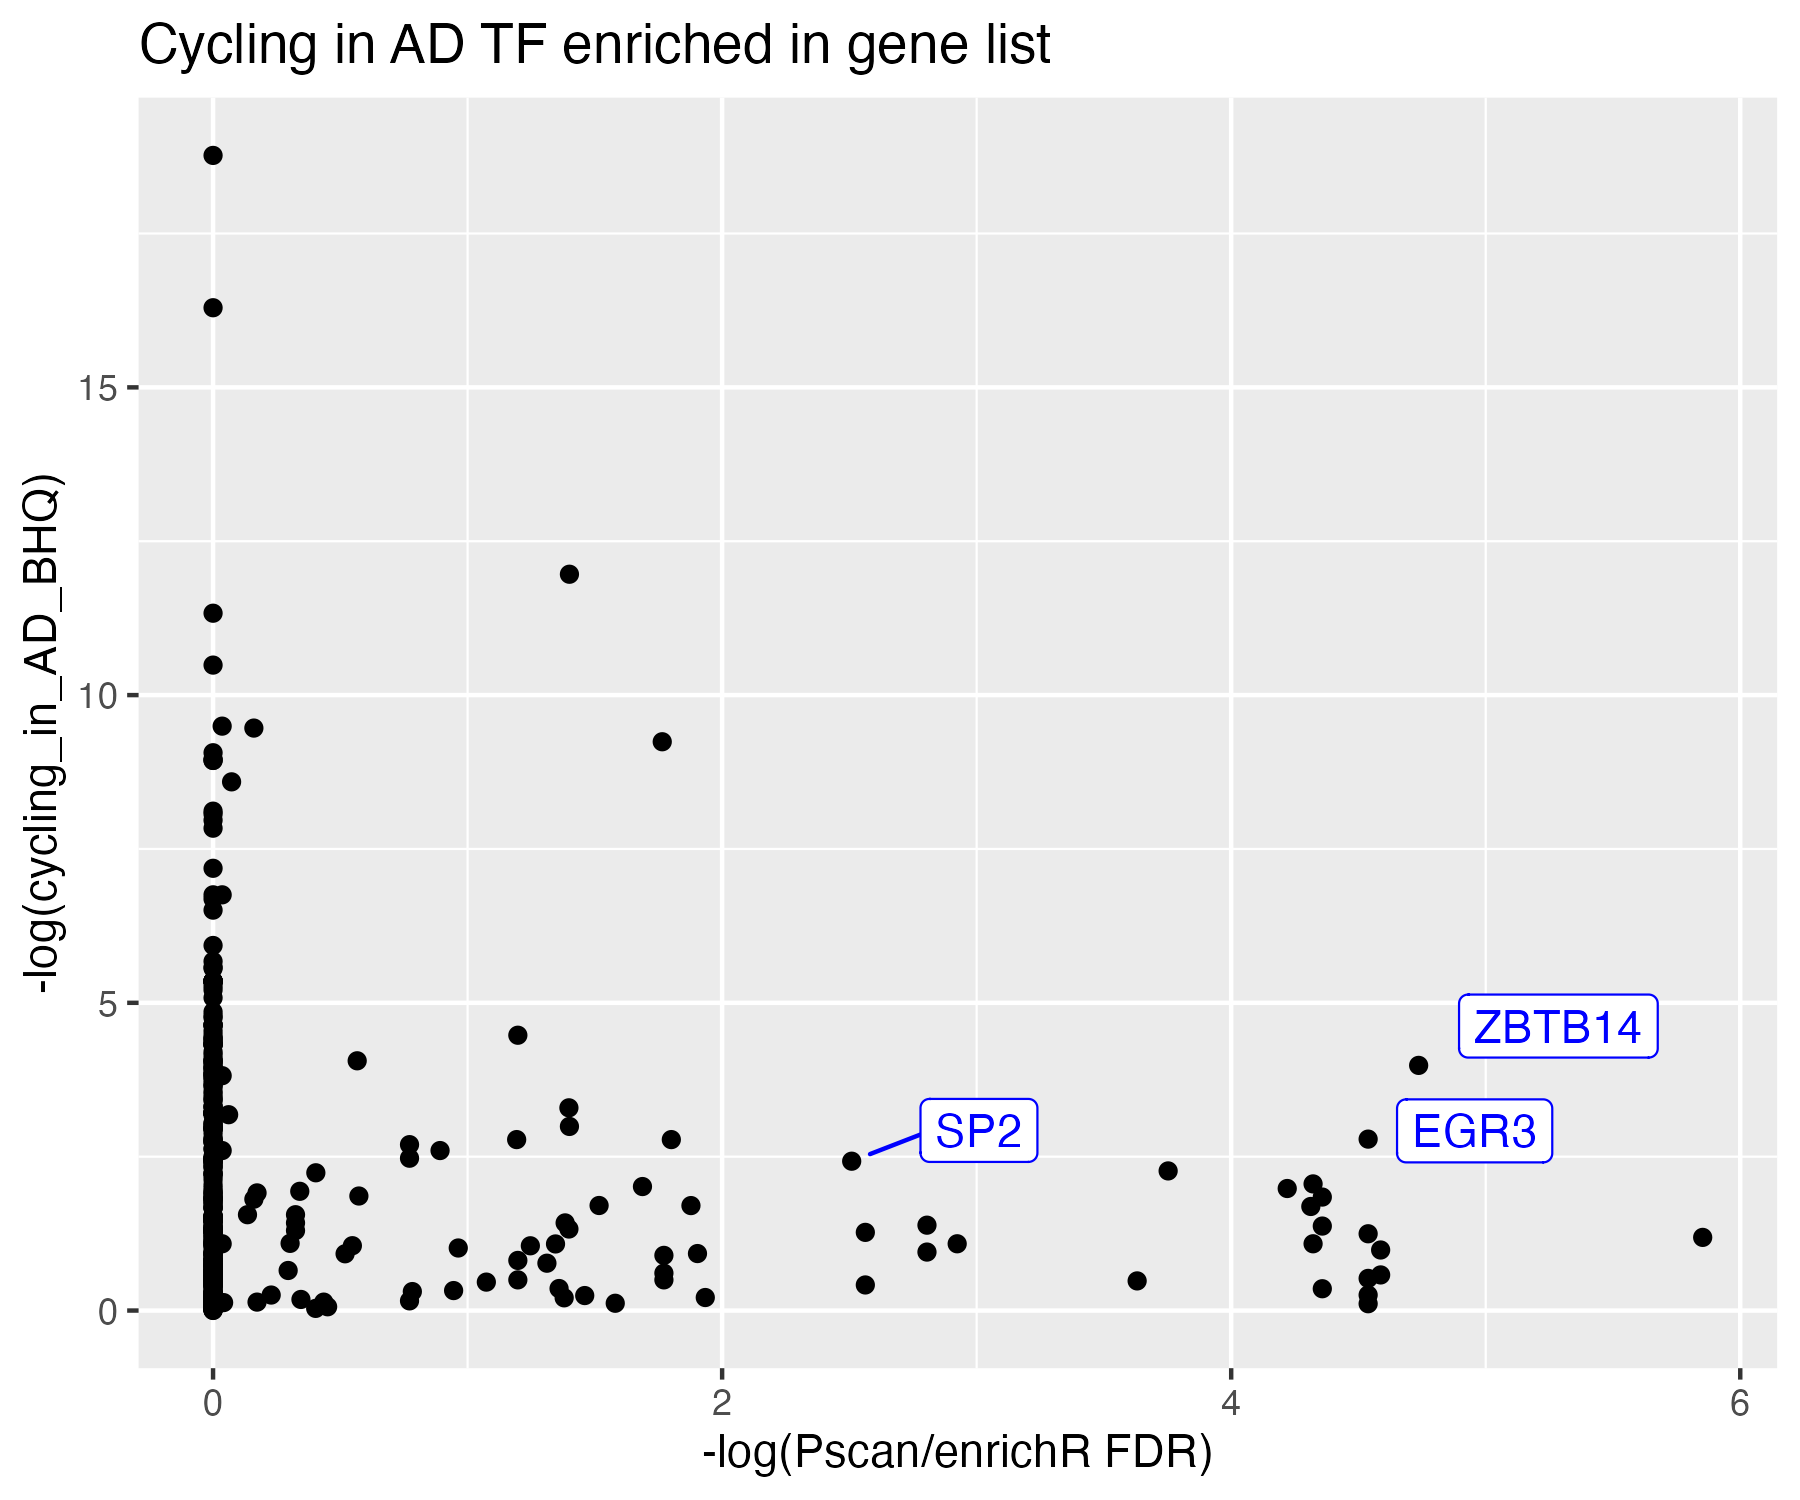 Cycling in AD TF enriched in gene list
-log(cycling_in_AD_BHQ)
15
10
5
0
ZBTB14
SP2
EGR3
0
2
4
6
-log(Pscan/enrichR FDR)